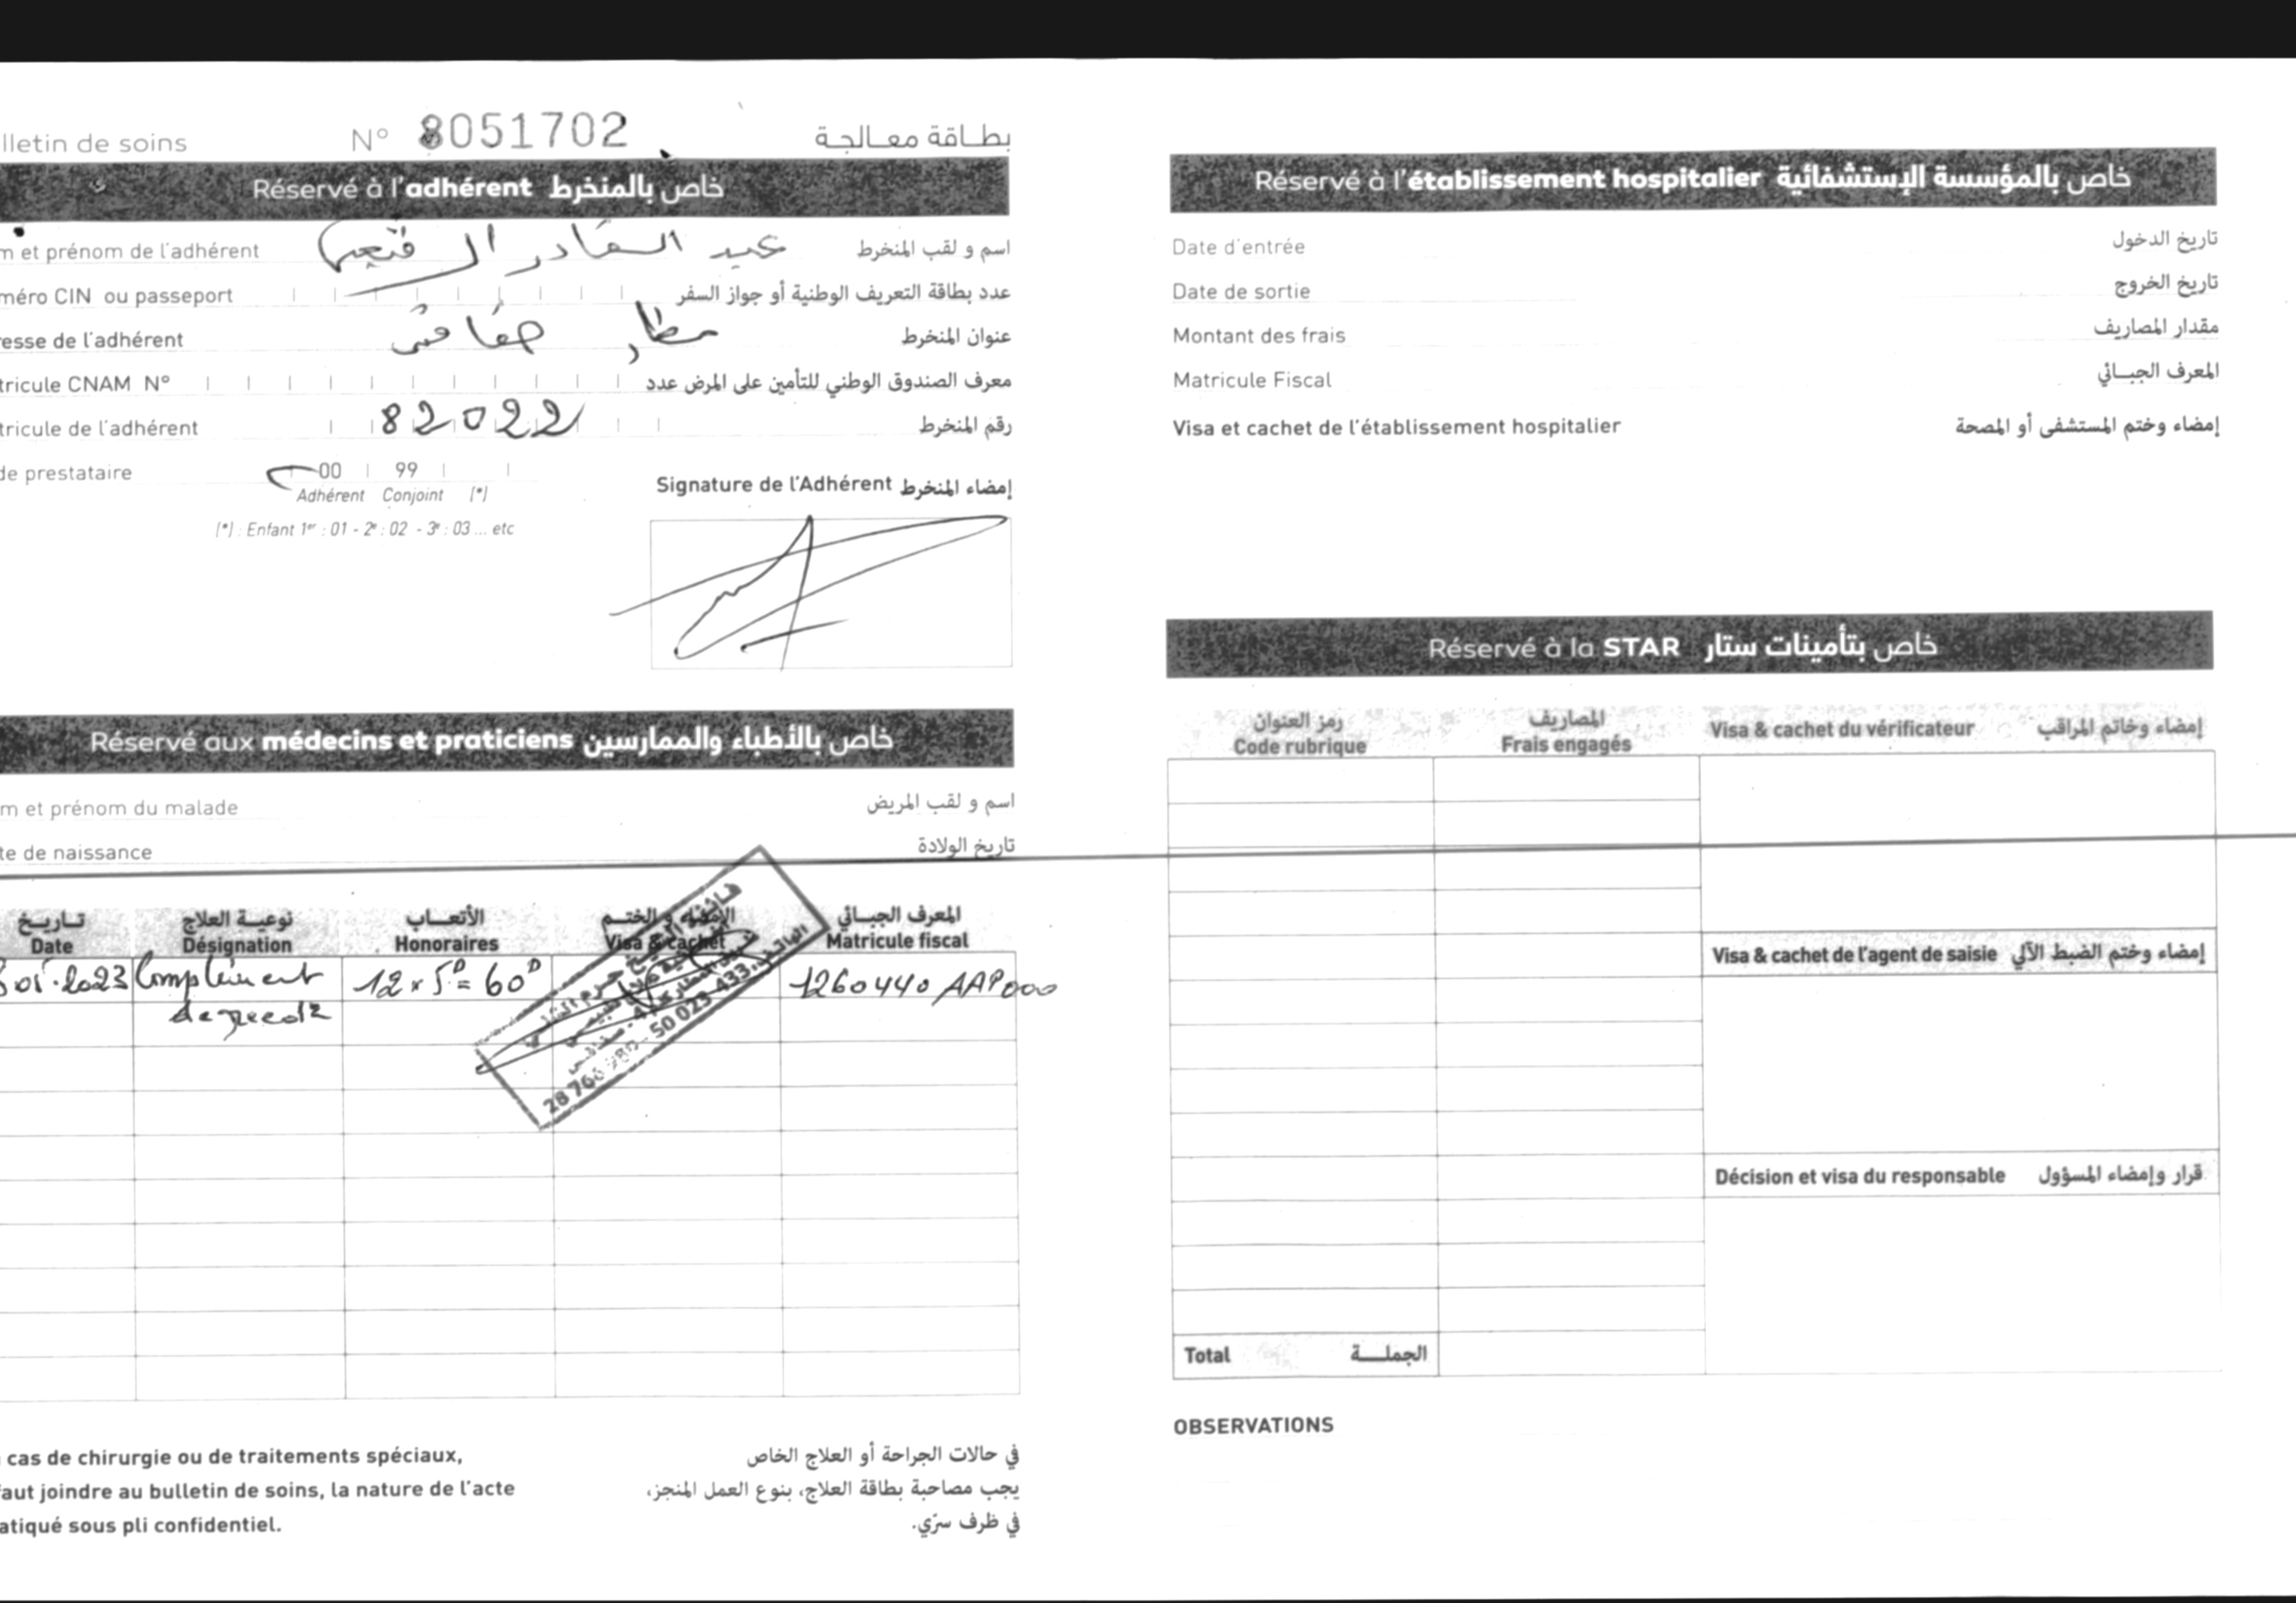 lletin de soins N° 8051702 بطاقة معالجة
Réservé à l'adhérent خاص بالمنخرط
m et prénom de l'adhérent عبد القادر اسم و لقب المنخرط
méro CIN ou passeport عدد بطاقة التعريف الوطنية أو جواز السفر
esse de l'adhérent مطار صفاقس عنوان المنخرط
tricule CNAM N° معرف الصندوق الوطني للتأمين على المرض عدد
tricule de l'adhérent 82022 رقم المنخرط
de prestataire 00 99
Adhérent Conjoint (*)
(*) : Enfant 1er : 01 - 2e : 02 - 3e : 03 ... etc
Signature de l'Adhérent إمضاء المنخرط
Réservé aux médecins et praticiens خاص بالأطباء والممارسين
m et prénom du malade اسم و لقب المريض
te de naissance تاريخ الولادة
تاريخ نوعية العلاج الأتعاب الإمضاء و الختم المعرف الجبائي
Date Désignation Honoraires Visa & cachet Matricule fiscal
01.2023 Complément 12 x 5D = 60D 1260440 AAP000
50 023 433
cas de chirurgie ou de traitements spéciaux,
faut joindre au bulletin de soins, la nature de l'acte
atiqué sous pli confidentiel.
في حالات الجراحة أو العلاج الخاص
يجب مصاحبة بطاقة العلاج، بنوع العمل المنجز،
في ظرف سرّي.
Réservé à l'établissement hospitalier خاص بالمؤسسة الإستشفائية
Date d'entrée تاريخ الدخول
Date de sortie تاريخ الخروج
Montant des frais مقدار المصاريف
Matricule Fiscal المعرف الجبائي
Visa et cachet de l'établissement hospitalier إمضاء وختم المستشفى أو المصحة
Réservé à la STAR خاص بتأمينات ستار
رمز العنوان المصاريف
Code rubrique Frais engagés Visa & cachet du vérificateur إمضاء وخاتم المراقب
Visa & cachet de l'agent de saisie إمضاء وختم الضبط الآلي
Décision et visa du responsable قرار وإمضاء المسؤول
Total الجملة
OBSERVATIONS